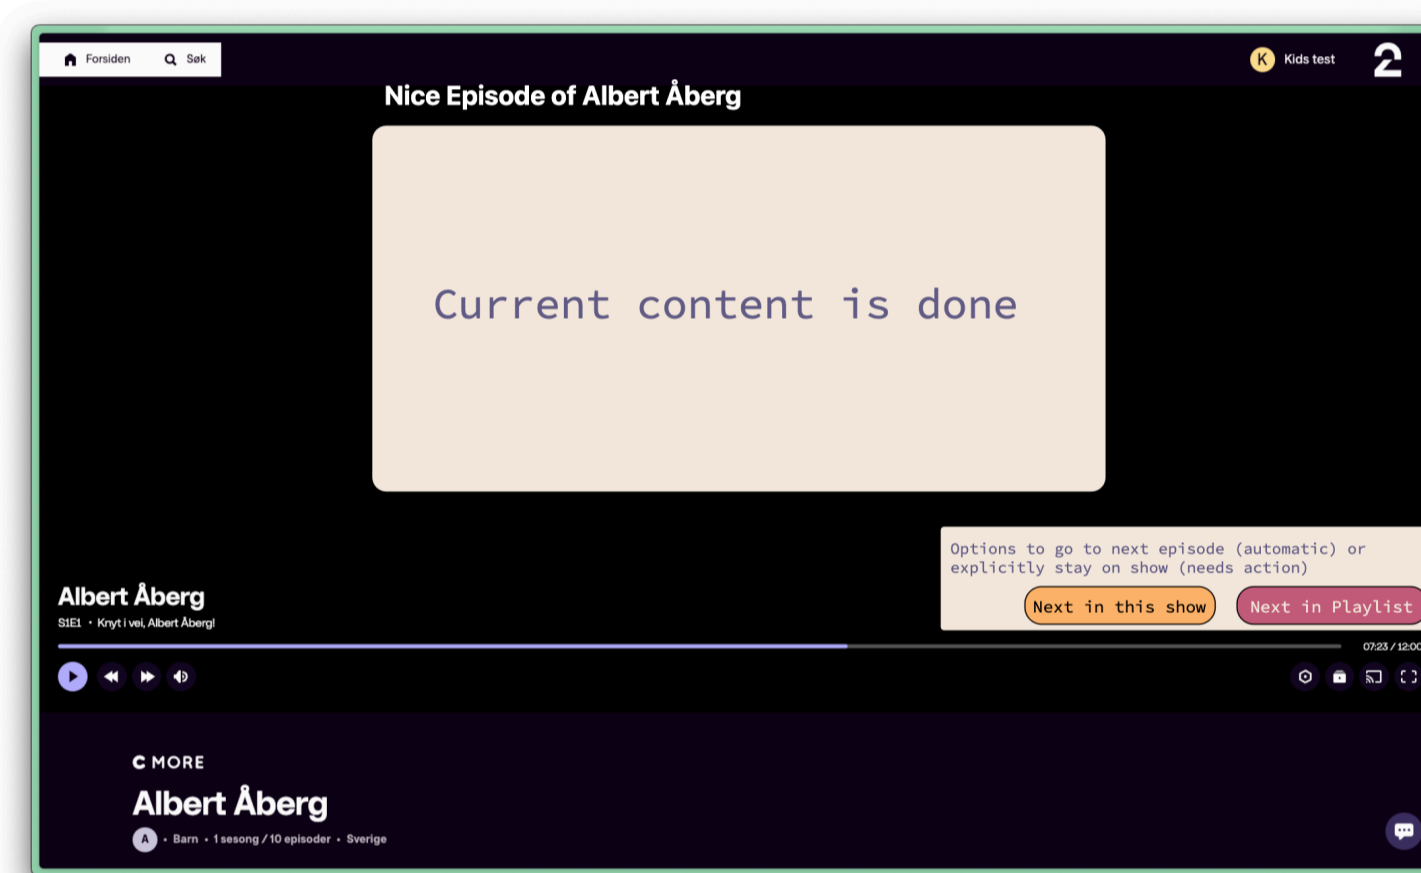 Forsiden Søk
K Kids test 2
Nice Episode of Albert Åberg
Current content is done
Options to go to next episode (automatic) or
explicitly stay on show (needs action)
Next in this show Next in Playlist
Albert Åberg
S1E1 • Knyt i vei, Albert Åberg!
07:23 / 12:00
C MORE
Albert Åberg
A • Barn • 1 sesong / 10 episoder • Sverige